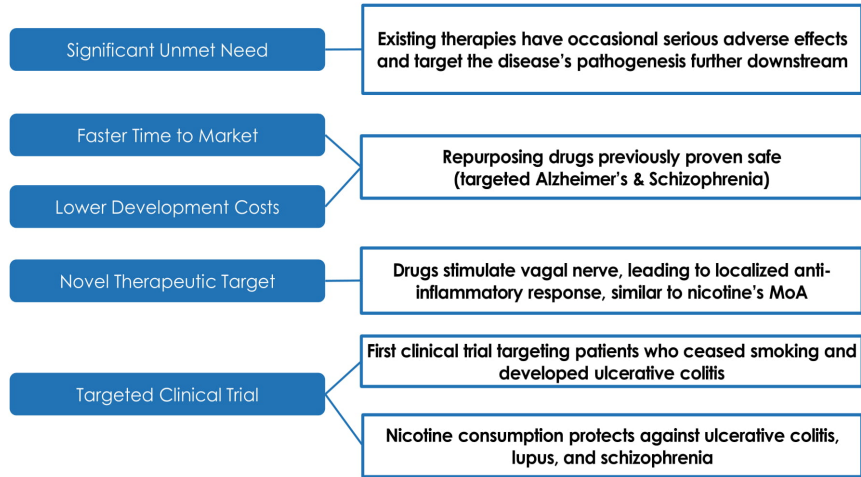 Significant Unmet Need
Existing therapies have occasional serious adverse effects
and target the disease's pathogenesis further downstream
Faster Time to Market
Lower Development Costs
Repurposing drugs previously proven safe
(targeted Alzheimer's & Schizophrenia)
Novel Therapeutic Target
Drugs stimulate vagal nerve, leading to localized anti-
inflammatory response, similar to nicotine's MoA
Targeted Clinical Trial
First clinical trial targeting patients who ceased smoking and
developed ulcerative colitis
Nicotine consumption protects against ulcerative colitis,
lupus, and schizophrenia